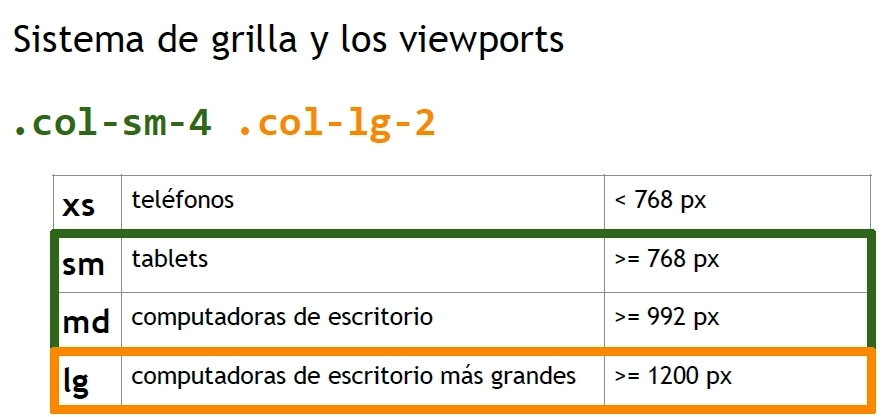 Sistema de grilla y los viewports
.col-sm-4 .col-lg-2
xs teléfonos < 768 px
sm tablets >= 768 px
md computadoras de escritorio >= 992 px
lg computadoras de escritorio más grandes >= 1200 px